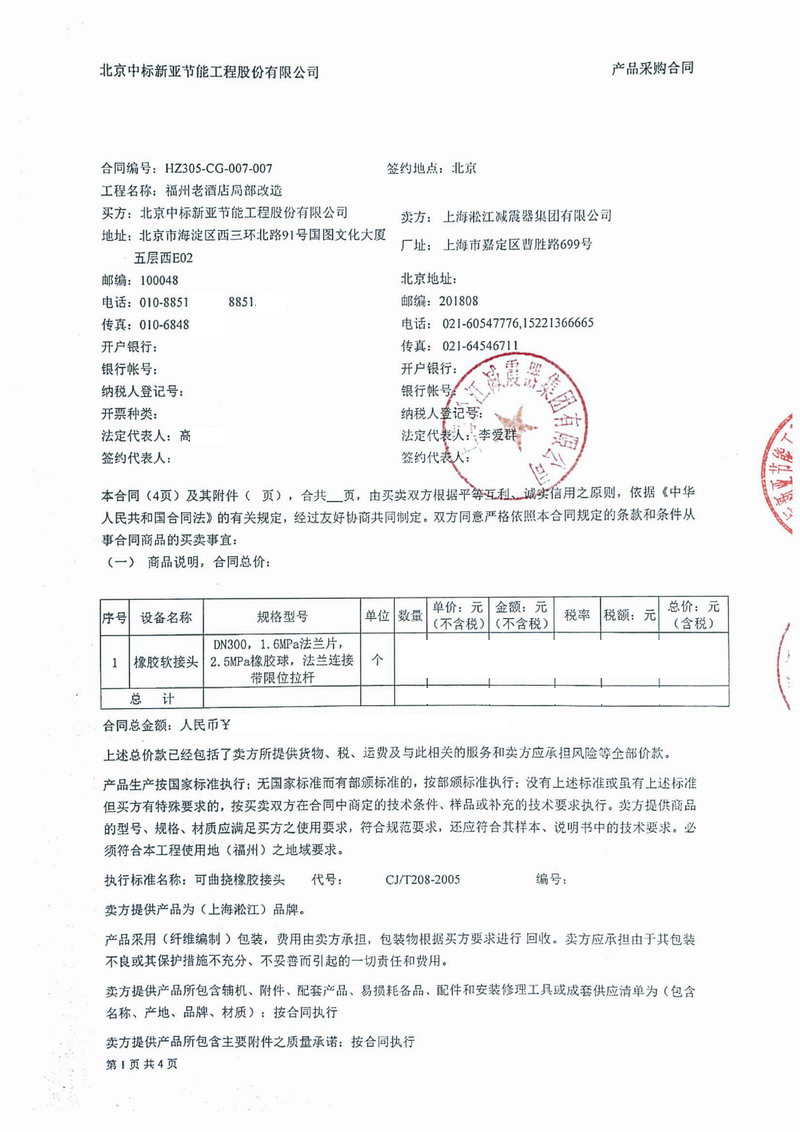 北京中标新亚节能工程股份有限公司
产品采购合同
合同编号：HZ305-CG-007-007
签约地点：北京
工程名称：福州老酒店局部改造
买方：北京中标新亚节能工程股份有限公司
卖方：上海淞江减震器集团有限公司
地址：北京市海淀区西三环北路91号国图文化大厦
五层西E02
厂址：上海市嘉定区曹胜路699号
邮编：100048
北京地址：
电话：010-8851 8851
邮编：201808
传真：010-6848
电话：021-60547776,15221366665
开户银行：
传真：021-64546711
银行帐号：
开户银行：
纳税人登记号：
银行帐号：
开票种类：
纳税人登记号：
法定代表人：高
法定代表人：李爱群
签约代表人：
签约代表人：
江减震器集团有限公司
本合同（4页）及其附件（ 页），合共__页，由买卖双方根据平等互利、诚实信用之原则，依据《中华
人民共和国合同法》的有关规定，经过友好协商共同制定。双方同意严格依照本合同规定的条款和条件从
事合同商品的买卖事宜：
（一） 商品说明，合同总价：
序号 设备名称 规格型号 单位 数量 单价：元（不含税） 金额：元（不含税） 税率 税额：元 总价：元（含税）
1 橡胶软接头 DN300，1.6MPa法兰片，
2.5MPa橡胶球，法兰连接
带限位拉杆 个
总 计
合同总金额：人民币¥
上述总价款已经包括了卖方所提供货物、税、运费及与此相关的服务和卖方应承担风险等全部价款。
产品生产按国家标准执行；无国家标准而有部颁标准的，按部颁标准执行；没有上述标准或虽有上述标准
但买方有特殊要求的，按买卖双方在合同中商定的技术条件、样品或补充的技术要求执行。卖方提供商品
的型号、规格、材质应满足买方之使用要求，符合规范要求，还应符合其样本、说明书中的技术要求。必
须符合本工程使用地（福州）之地域要求。
执行标准名称：可曲挠橡胶接头 代号： CJ/T208-2005 编号：
卖方提供产品为（上海淞江）品牌。
产品采用（纤维编制 ）包装，费用由卖方承担，包装物根据买方要求进行 回收。卖方应承担由于其包装
不良或其保护措施不充分、不妥善而引起的一切责任和费用。
卖方提供产品所包含辅机、附件、配套产品、易损耗备品、配件和安装修理工具或成套供应清单为（包含
名称、产地、品牌、材质）：按合同执行
卖方提供产品所包含主要附件之质量承诺：按合同执行
第 1 页 共 4 页